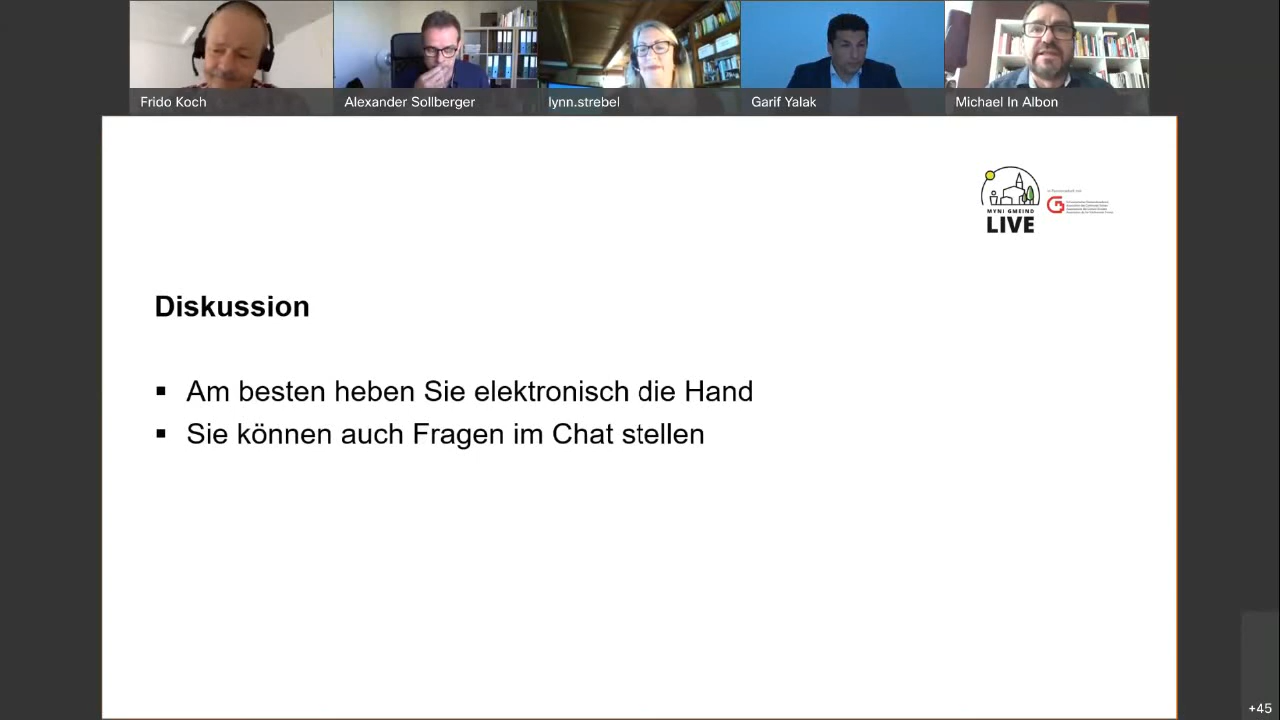 Frido Koch
Alexander Sollberger
lynn.strebel
Garif Yalak
Michael In Albon
MYNI GMEIND
LIVE
Diskussion
▪ Am besten heben Sie elektronisch die Hand
▪ Sie können auch Fragen im Chat stellen
+45